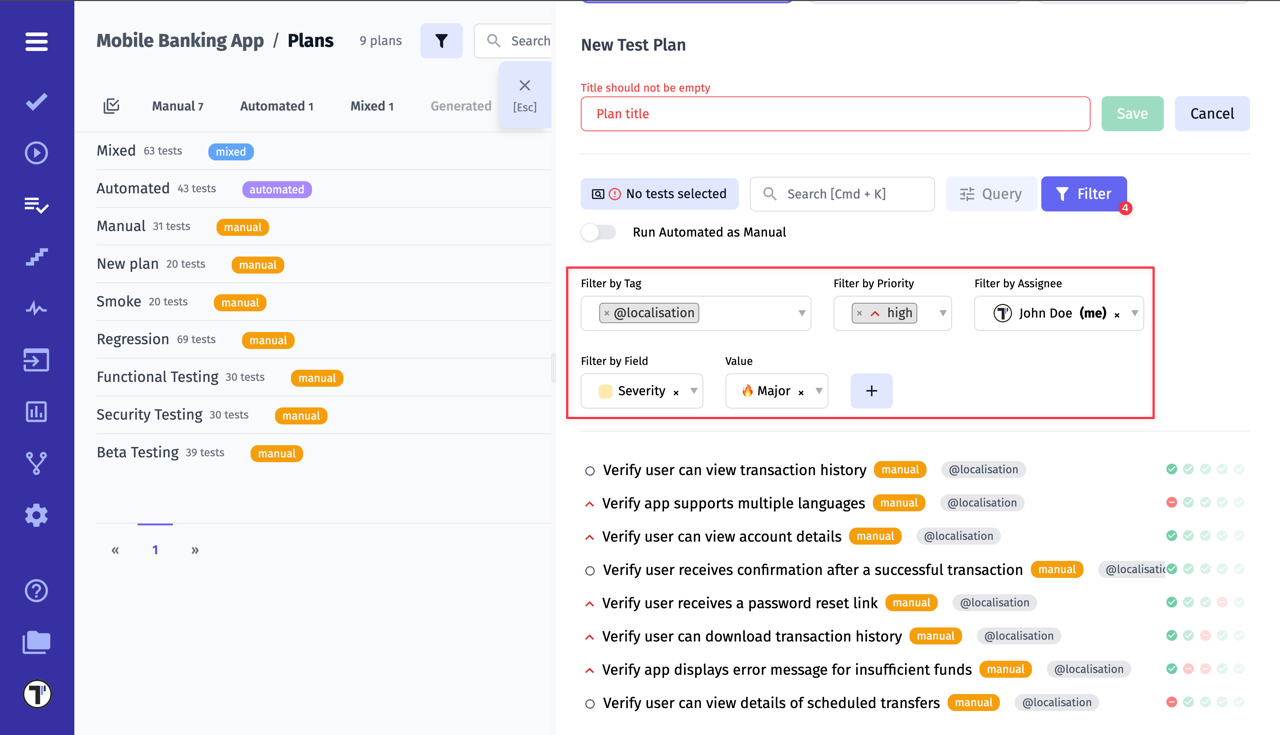 Mobile Banking App / Plans 9 plans
Search
×
[Esc]
Manual 7 Automated 1 Mixed 1 Generated
Mixed 63 tests mixed
Automated 43 tests automated
Manual 31 tests manual
New plan 20 tests manual
Smoke 20 tests manual
Regression 69 tests manual
Functional Testing 30 tests manual
Security Testing 30 tests manual
Beta Testing 39 tests manual
« 1 »
New Test Plan
Title should not be empty
Plan title
Save Cancel
No tests selected Search [Cmd + K] Query Filter 4
Run Automated as Manual
Filter by Tag Filter by Priority Filter by Assignee
× @localisation × high John Doe (me) ×
Filter by Field Value
Severity × Major × +
Verify user can view transaction history manual @localisation
Verify app supports multiple languages manual @localisation
Verify user can view account details manual @localisation
Verify user receives confirmation after a successful transaction manual @localisatio
Verify user receives a password reset link manual @localisation
Verify user can download transaction history manual @localisation
Verify app displays error message for insufficient funds manual @localisation
Verify user can view details of scheduled transfers manual @localisation